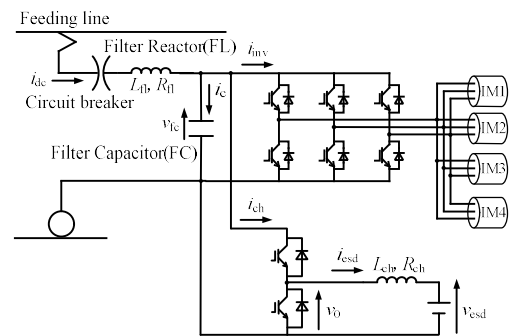 Feeding line
Filter Reactor(FL)
i_inv
i_dc
L_fl, R_fl
i_c
Circuit breaker
v_fc
Filter Capacitor(FC)
IM1
IM2
IM3
IM4
i_ch
i_esd
L_ch, R_ch
v_o
v_esd